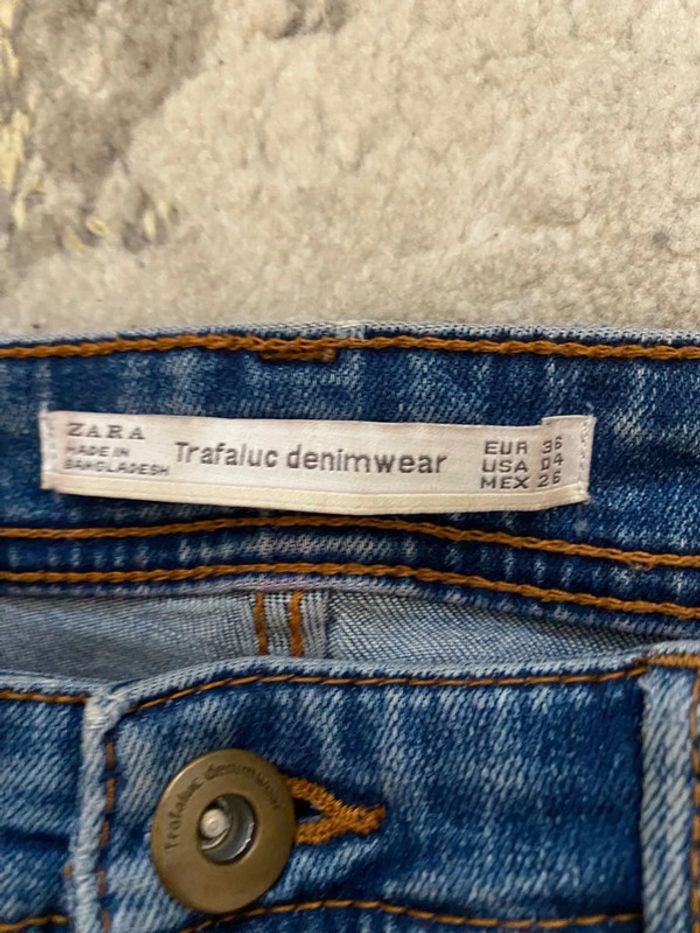 ZARA
MADE IN
BANGLADESH
Trafaluc denimwear
EUR 36
USA 04
MEX 26
Trafaluc denimwear